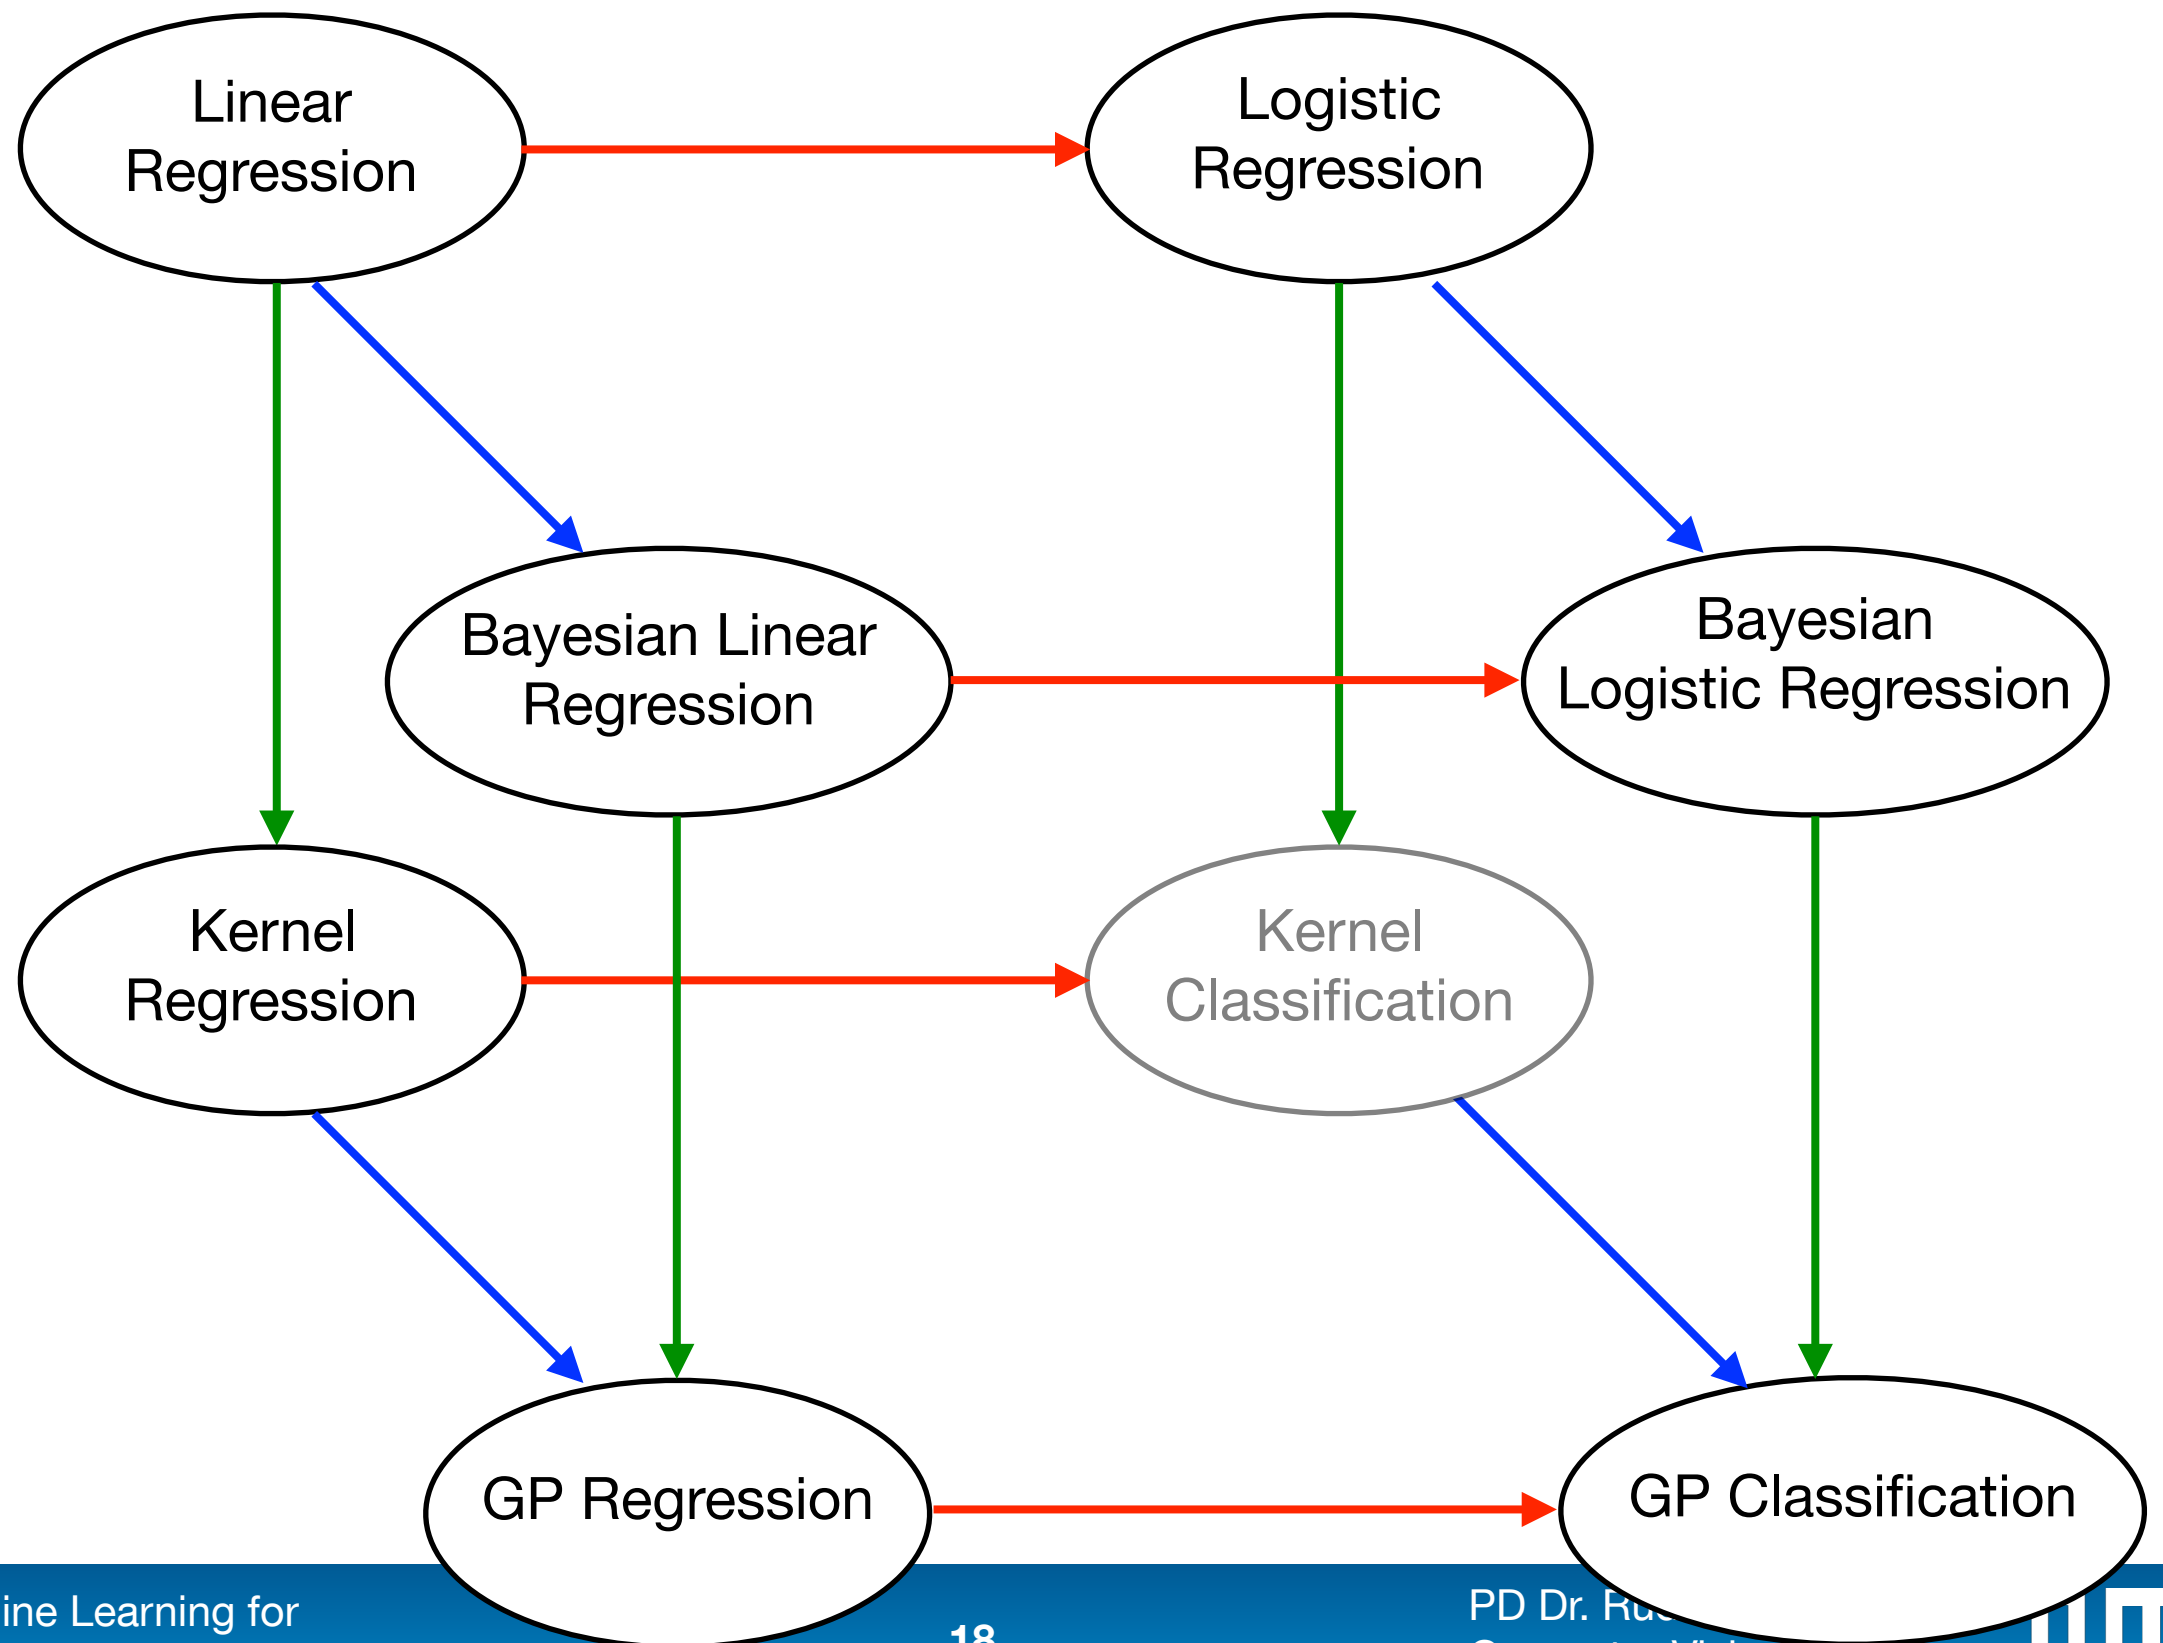 Linear
Regression
Logistic
Regression
Bayesian Linear
Regression
Bayesian
Logistic Regression
Kernel
Regression
Kernel
Classification
GP Regression
GP Classification
ine Learning for
18
PD Dr.